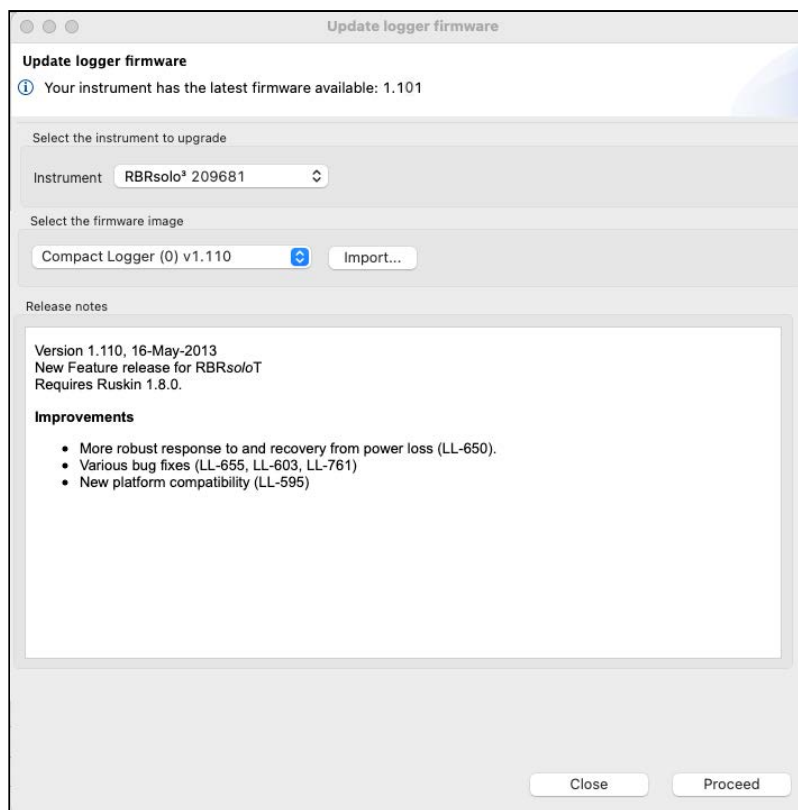 Update logger firmware
Update logger firmware
Your instrument has the latest firmware available: 1.101
Select the instrument to upgrade
Instrument RBRsolo³ 209681
Select the firmware image
Compact Logger (0) v1.110 Import...
Release notes
Version 1.110, 16-May-2013
New Feature release for RBRsoloT
Requires Ruskin 1.8.0.
Improvements
• More robust response to and recovery from power loss (LL-650).
• Various bug fixes (LL-655, LL-603, LL-761)
• New platform compatibility (LL-595)
Close Proceed